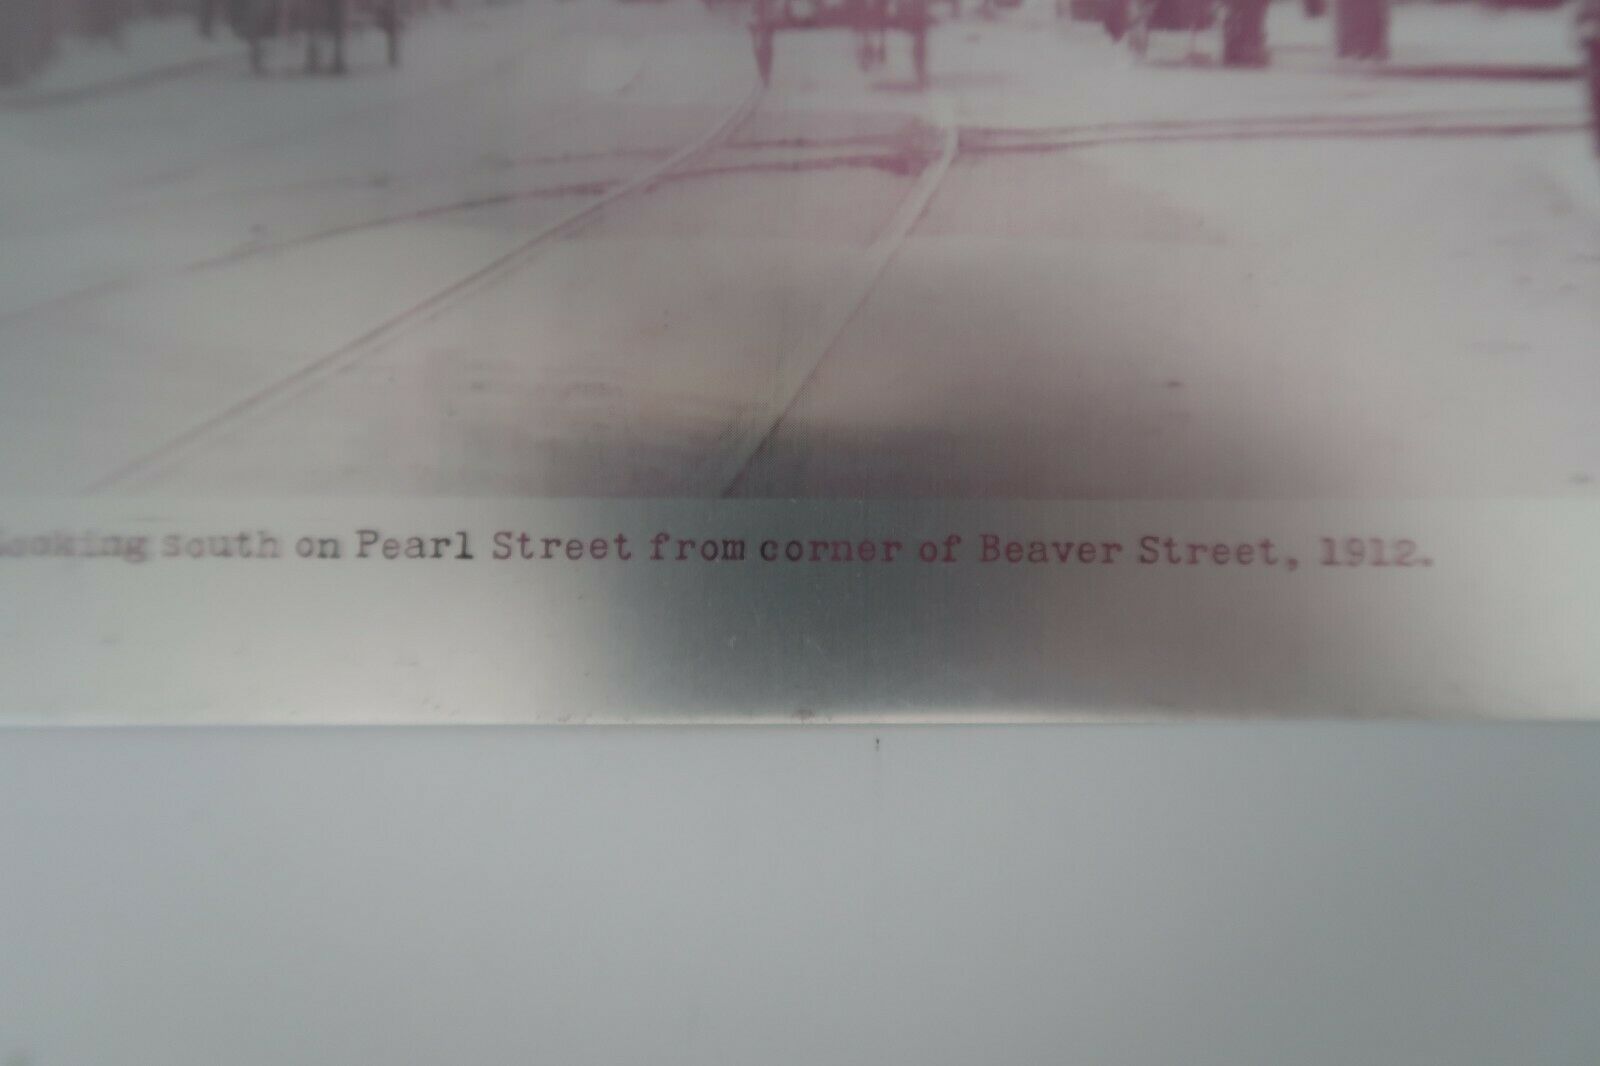 Looking south on Pearl Street from corner of Beaver Street, 1912.